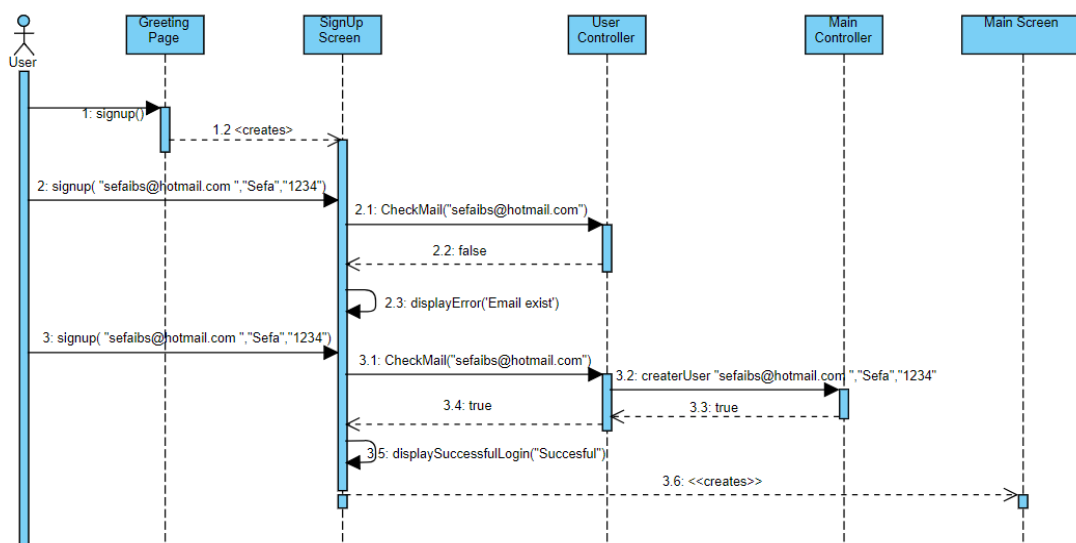 Greeting
Page
SignUp
Screen
User
Controller
Main
Controller
Main Screen
User
1: signup()
1.2 <creates>
2: signup( "sefaibs@hotmail.com ","Sefa","1234")
2.1: CheckMail("sefaibs@hotmail.com")
2.2: false
2.3: displayError('Email exist')
3: signup( "sefaibs@hotmail.com ","Sefa","1234")
3.1: CheckMail("sefaibs@hotmail.com")
3.2: createrUser "sefaibs@hotmail.com ","Sefa","1234"
3.4: true
3.3: true
3.5: displaySuccessfulLogin("Succesful")
3.6: <<creates>>